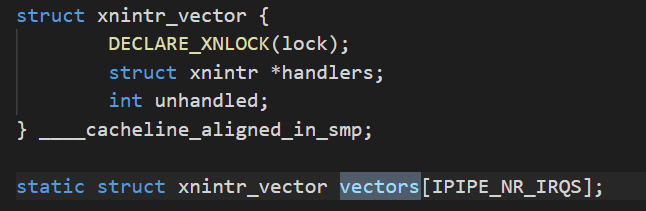 struct xnintr_vector {
        DECLARE_XNLOCK(lock);
        struct xnintr *handlers;
        int unhandled;
} ____cacheline_aligned_in_smp;
static struct xnintr_vector vectors[IPIPE_NR_IRQS];